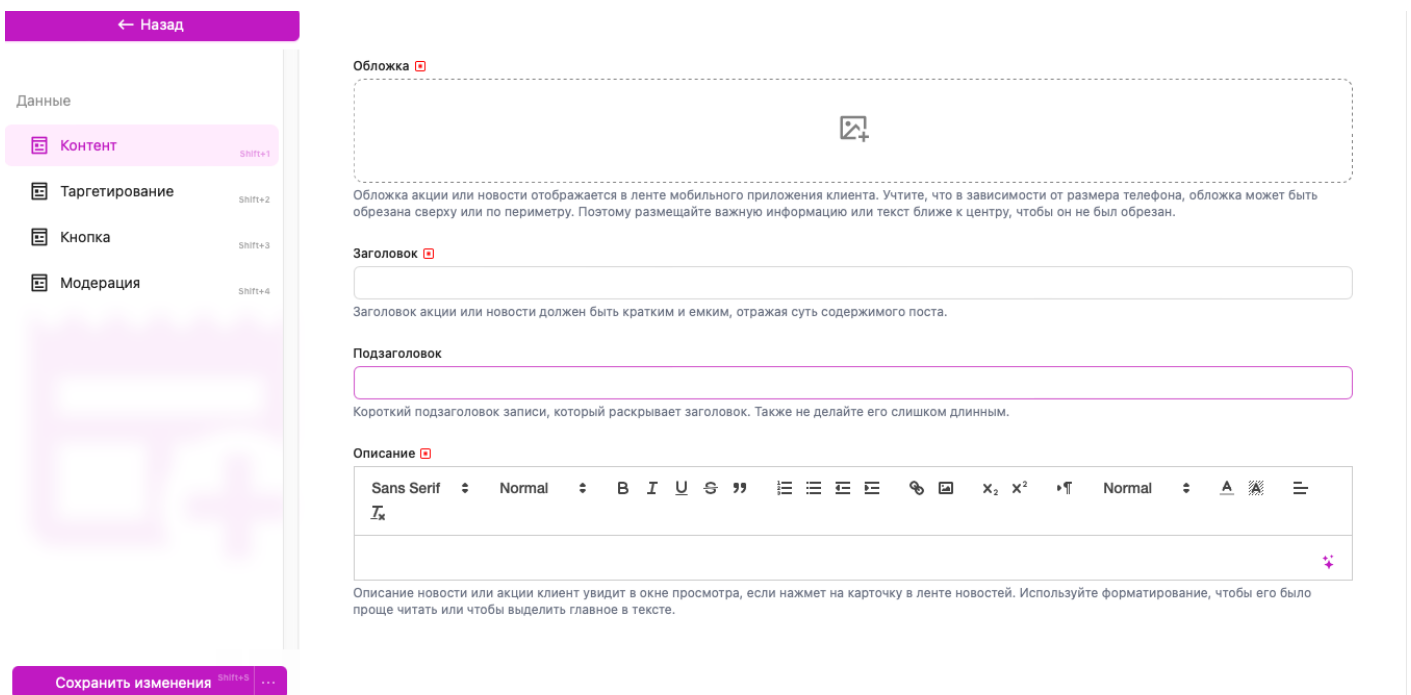 ← Назад
Данные
Контент
Shift+1
Таргетирование
Shift+2
Кнопка
Shift+3
Модерация
Shift+4
Сохранить изменения Shift+S ...
Обложка
Обложка акции или новости отображается в ленте мобильного приложения клиента. Учтите, что в зависимости от размера телефона, обложка может быть
обрезана сверху или по периметру. Поэтому размещайте важную информацию или текст ближе к центру, чтобы он не был обрезан.
Заголовок
Заголовок акции или новости должен быть кратким и емким, отражая суть содержимого поста.
Подзаголовок
Короткий подзаголовок записи, который раскрывает заголовок. Также не делайте его слишком длинным.
Описание
Sans Serif Normal B I U S ” X₂ X² ¶ Normal A A
Tx
Описание новости или акции клиент увидит в окне просмотра, если нажмет на карточку в ленте новостей. Используйте форматирование, чтобы его было
проще читать или чтобы выделить главное в тексте.